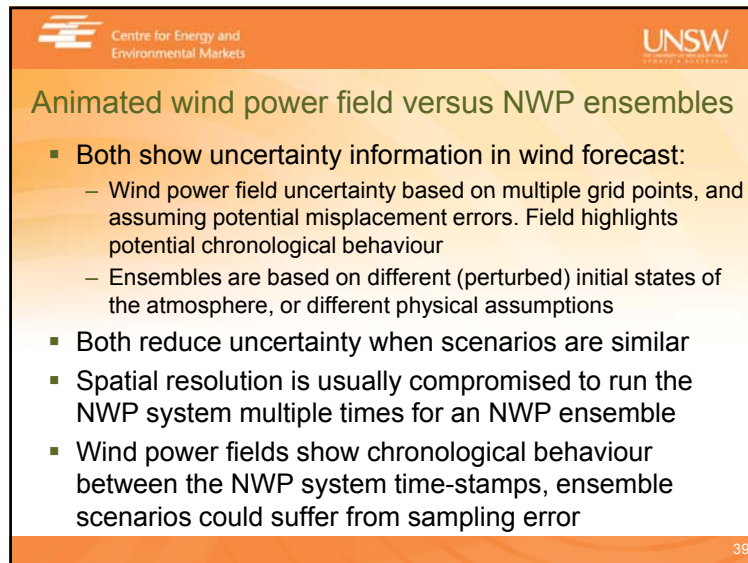 Centre for Energy and
Environmental Markets
UNSW
Animated wind power field versus NWP ensembles
▪ Both show uncertainty information in wind forecast:
– Wind power field uncertainty based on multiple grid points, and
assuming potential misplacement errors. Field highlights
potential chronological behaviour
– Ensembles are based on different (perturbed) initial states of
the atmosphere, or different physical assumptions
▪ Both reduce uncertainty when scenarios are similar
▪ Spatial resolution is usually compromised to run the
NWP system multiple times for an NWP ensemble
▪ Wind power fields show chronological behaviour
between the NWP system time-stamps, ensemble
scenarios could suffer from sampling error
39